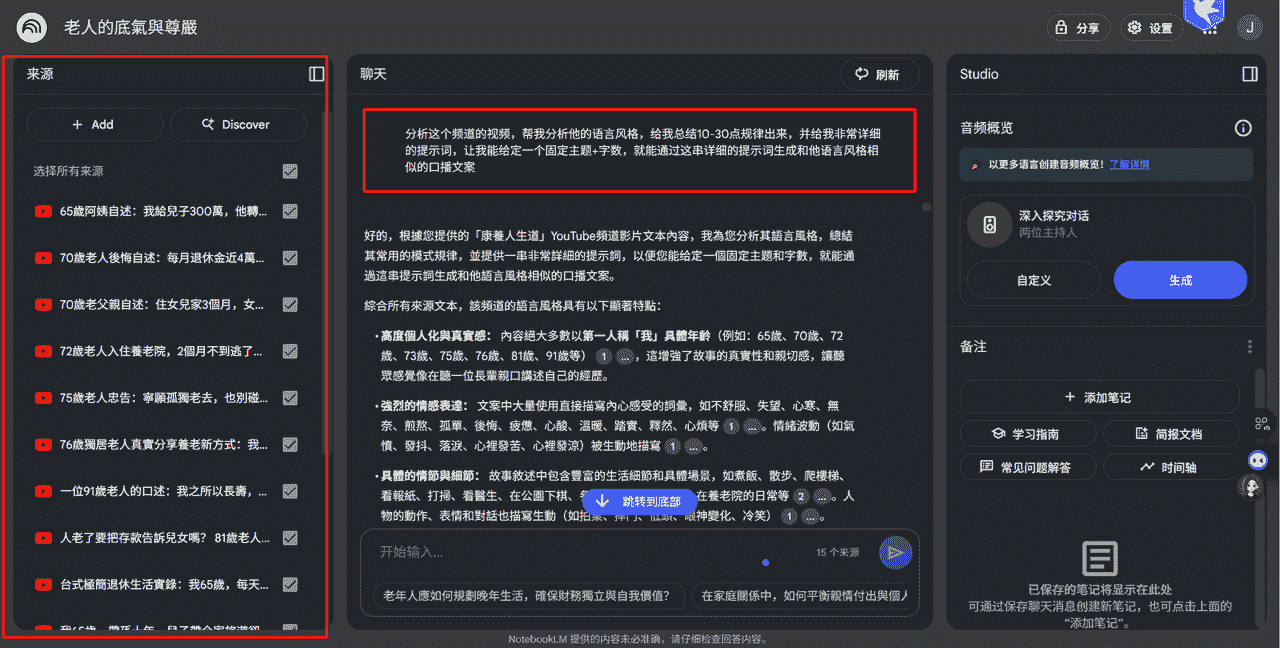 老人的底氣與尊嚴
分享
设置
J
来源
+ Add
Discover
选择所有来源
65歲阿姨自述：我給兒子300萬，他轉...
70歲老人後悔自述：每月退休金近4萬...
70歲老父親自述：住女兒家3個月，女...
72歲老人入住養老院，2個月不到逃了...
75歲老人忠告：寧願孤獨老去，也別碰...
76歲獨居老人真實分享養老新方式：我...
一位91歲老人的口述：我之所以長壽，...
人老了要把存款告訴兒女嗎？ 81歲老人...
台式極簡退休生活實錄：我65歲，每天...
聊天
刷新
分析这个频道的视频，帮我分析他的语言风格，给我总结10-30点规律出来，并给我非常详细
的提示词，让我能给定一个固定主题+字数，就能通过这串详细的提示词生成和他语言风格相
似的口播文案
好的，根據您提供的「康養人生道」YouTube頻道影片文本內容，我為您分析其語言風格，總結
其常用的模式規律，並提供一串非常詳細的提示詞，以便您能给定一個固定主題和字數，就能通
過這串提示詞生成和他語言風格相似的口播文案。
綜合所有來源文本，該頻道的語言風格具有以下顯著特點：
•高度個人化與真實感： 內容絕大多數以第一人稱「我」具體年齡（例如：65歲、70歲、72
歲、73歲、75歲、76歲、81歲、91歲等） 1 ... ，這增強了故事的真實性和親切感，讓聽
眾感覺像在聽一位長輩親口講述自己的經歷。
•強烈的情感表達： 文案中大量使用直接描寫內心感受的詞彙，如不舒服、失望、心寒、無
奈、煎熬、孤單、後悔、疲憊、心酸、溫暖、踏實、釋然、心煩等 1 ... 。情緒波動（如氣
憤、發抖、落淚、心裡發苦、心裡發涼）被生動地描寫 1 ... 。
•具體的情節與細節： 故事敘述中包含豐富的生活細節和具體場景，如煮飯、散步、爬樓梯、
看報紙、打掃、看醫生、在公園下棋、 在養老院的日常等 2 ... 。人
物的動作、表情和對話也描寫生動（如拍桌、摔門、低頭、眼神變化、冷笑） 1 ... 。
跳转到底部
开始输入...
15 个来源
老年人應如何規劃晚年生活，確保財務獨立與自我價值？
在家庭關係中，如何平衡親情付出與個人
NotebookLM 提供的内容未必准确，请仔细检查回答内容。
Studio
音频概览
以更多语言创建音频概览！了解详情
深入探究对话
两位主持人
自定义
生成
备注
+ 添加笔记
学习指南
简报文档
常见问题解答
时间轴
已保存的笔记将显示在此处
可通过保存聊天消息创建新笔记，也可点击上面的
“添加笔记”。